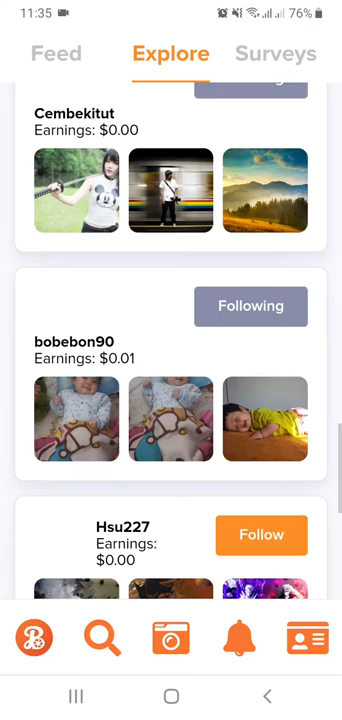 11:35 76%
Feed Explore Surveys
Cembekitut
Earnings: $0.00
Following
bobebon90
Earnings: $0.01
Hsu227
Earnings:
$0.00
Follow